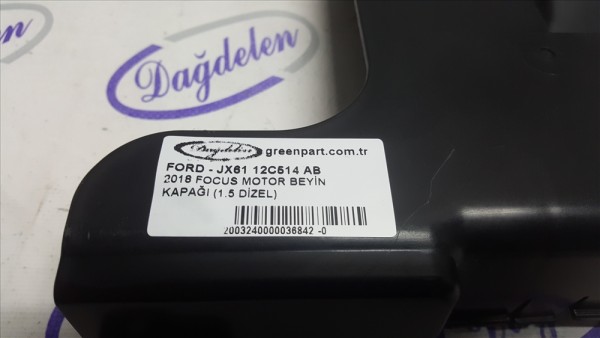 Dağdelen
Dağdelen greenpart.com.tr
FORD - JX61 12C514 AB
2018 FOCUS MOTOR BEYİN
KAPAĞI (1.5 DİZEL)
2003240000036842 -0